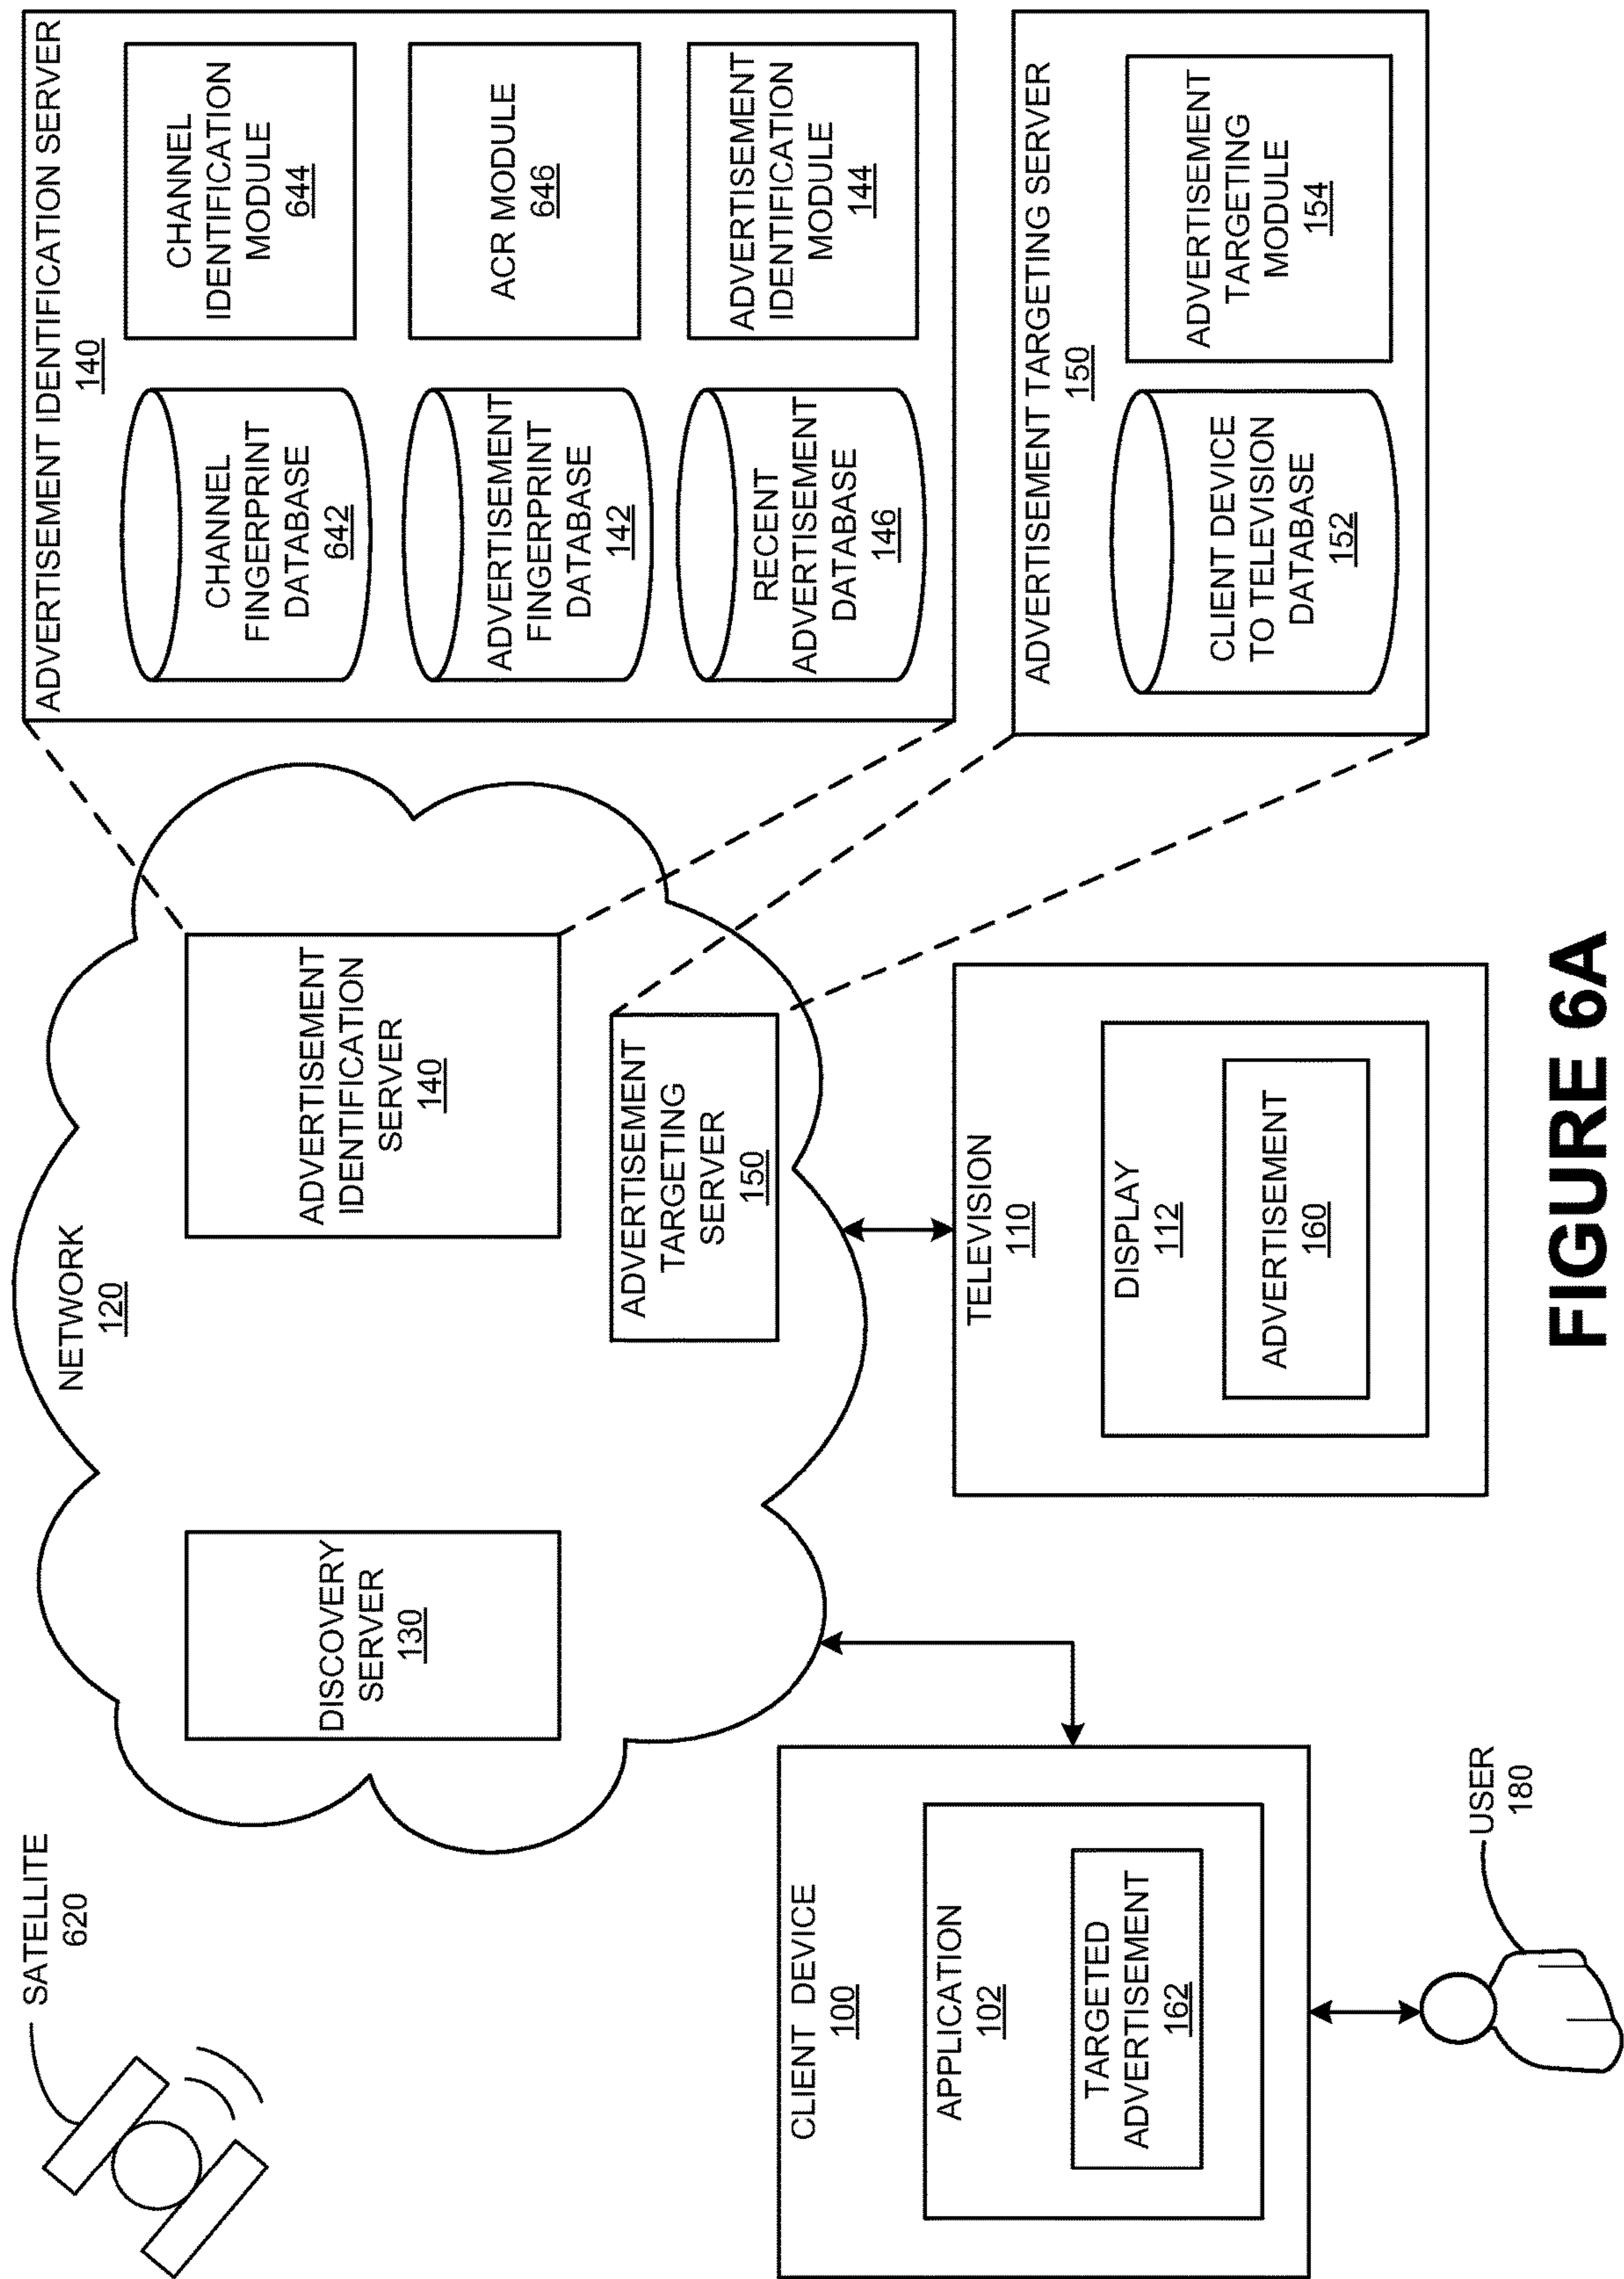 SATELLITE
620
NETWORK
120
DISCOVERY
SERVER
130
ADVERTISEMENT
IDENTIFICATION
SERVER
140
ADVERTISEMENT
TARGETING
SERVER
150
ADVERTISEMENT IDENTIFICATION SERVER
140
CHANNEL
FINGERPRINT
DATABASE
642
CHANNEL
IDENTIFICATION
MODULE
644
ADVERTISEMENT
FINGERPRINT
DATABASE
142
ACR MODULE
646
RECENT
ADVERTISEMENT
DATABASE
146
ADVERTISEMENT
IDENTIFICATION
MODULE
144
ADVERTISEMENT TARGETING SERVER
150
CLIENT DEVICE
TO TELEVISION
DATABASE
152
ADVERTISEMENT
TARGETING
MODULE
154
CLIENT DEVICE
100
APPLICATION
102
TARGETED
ADVERTISEMENT
162
TELEVISION
110
DISPLAY
112
ADVERTISEMENT
160
USER
180
FIGURE 6A